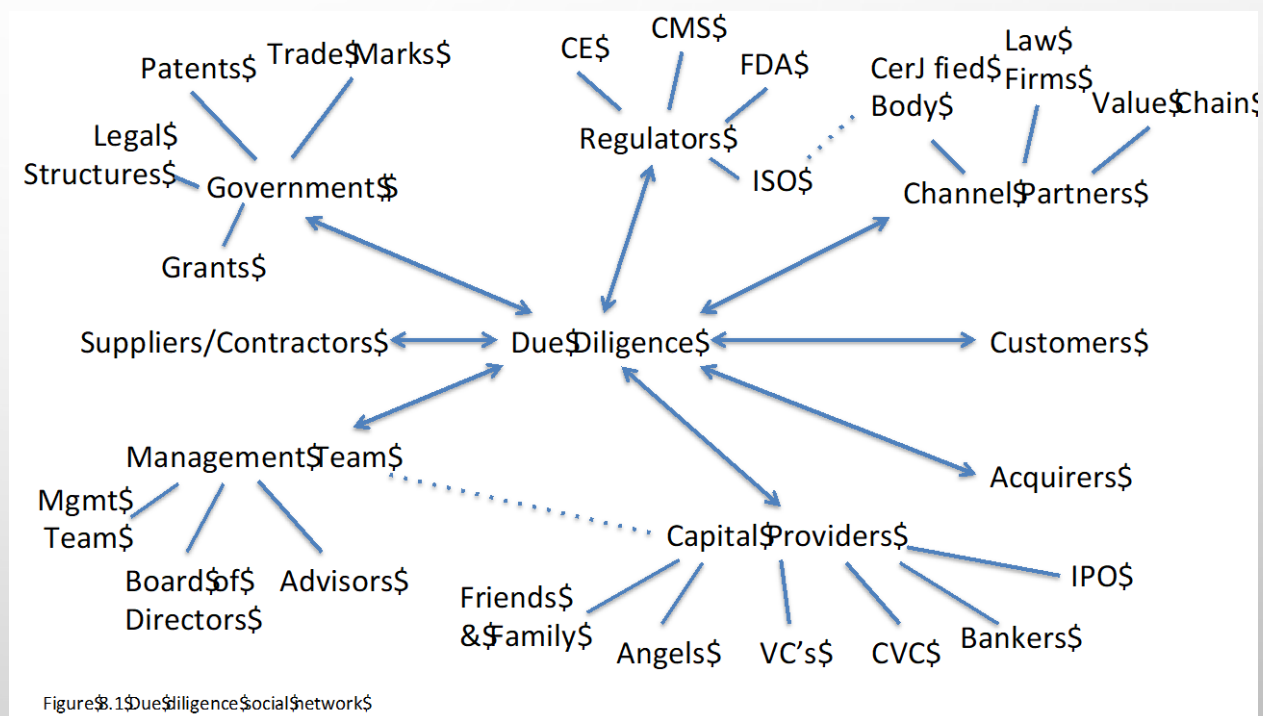 Patents$
Trade$Marks$
Legal$
Structures$
Government$$
Grants$
CE$
CMS$
FDA$
Regulators$
ISO$
CerJ fied$
Body$
Law$
Firms$
Value$Chain$
Channel$Partners$
Suppliers/Contractors$
Due$Diligence$
Customers$
Management$Team$
Mgmt$
Team$
Board$of$
Directors$
Advisors$
Acquirers$
Capital$Providers$
Friends$
&$Family$
Angels$
VC's$
CVC$
Bankers$
IPO$
Figure$8.1$Due$diligence$social$network$